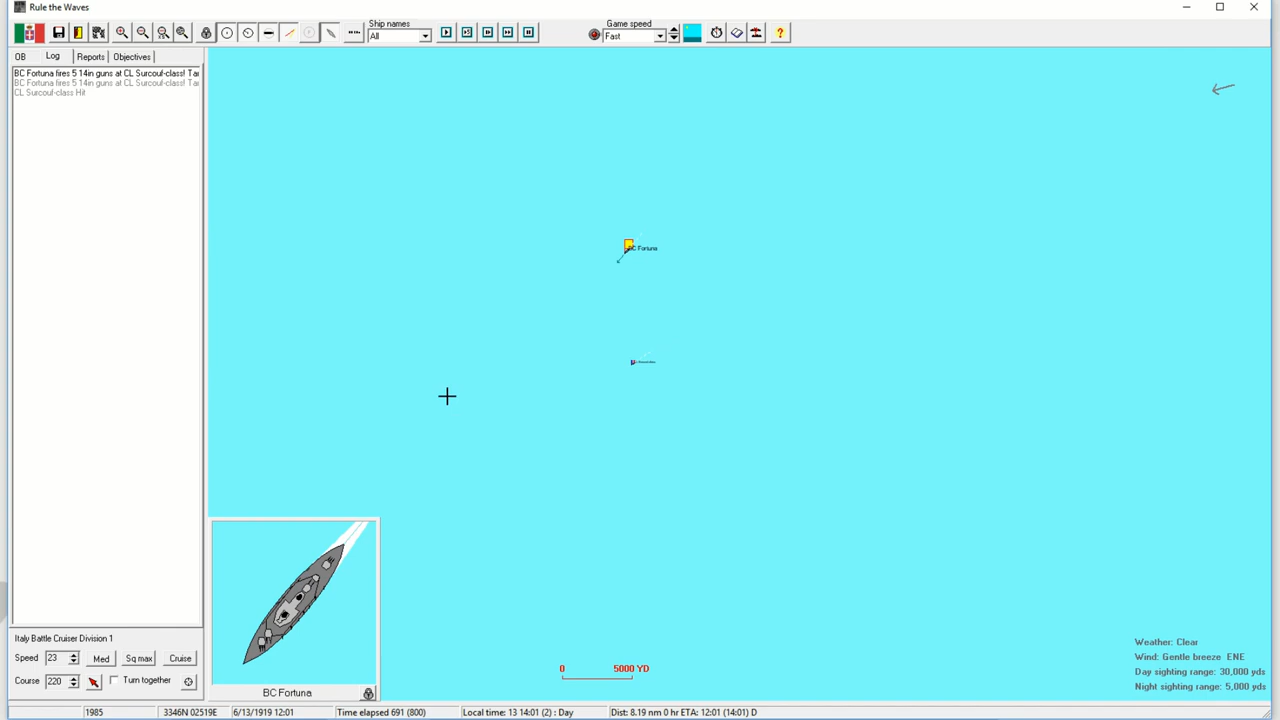 Rule the Waves
Ship names
All
Game speed
Fast
OB
Log
Reports
Objectives
BC Fortuna fires 5 14in guns at CL Surcouf-class! Tar
BC Fortuna fires 5 14in guns at CL Surcouf-class! Tar
CL Surcouf-class Hit
BC Fortuna
Italy Battle Cruiser Division 1
Speed 23 Med Sq max Cruise
Course 220 Turn together
BC Fortuna
0 5000 YD
Weather: Clear
Wind: Gentle breeze ENE
Day sighting range: 30,000 yds
Night sighting range: 5,000 yds
1985
3346N 02519E
6/13/1919 12:01
Time elapsed 691 (800)
Local time: 13 14:01 (2) : Day
Dist: 8.19 nm 0 hr ETA: 12:01 (14:01) D